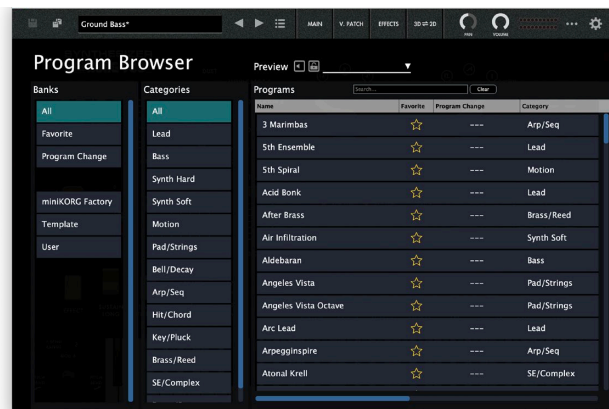 Ground Bass*
MAIN
V. PATCH
EFFECTS
3D ⇄ 2D
PAN
VOLUME
Program Browser
Preview
Banks
Categories
Programs
Search...
Clear
All
Favorite
Program Change
miniKORG Factory
Template
User
All
Lead
Bass
Synth Hard
Synth Soft
Motion
Pad/Strings
Bell/Decay
Arp/Seq
Hit/Chord
Key/Pluck
Brass/Reed
SE/Complex
Name Favorite Program Change Category
3 Marimbas --- Arp/Seq
5th Ensemble --- Lead
5th Spiral --- Motion
Acid Bonk --- Lead
After Brass --- Brass/Reed
Air Infiltration --- Synth Soft
Aldebaran --- Bass
Angeles Vista --- Pad/Strings
Angeles Vista Octave --- Pad/Strings
Arc Lead --- Lead
Arpegginspire --- Arp/Seq
Atonal Krell --- SE/Complex